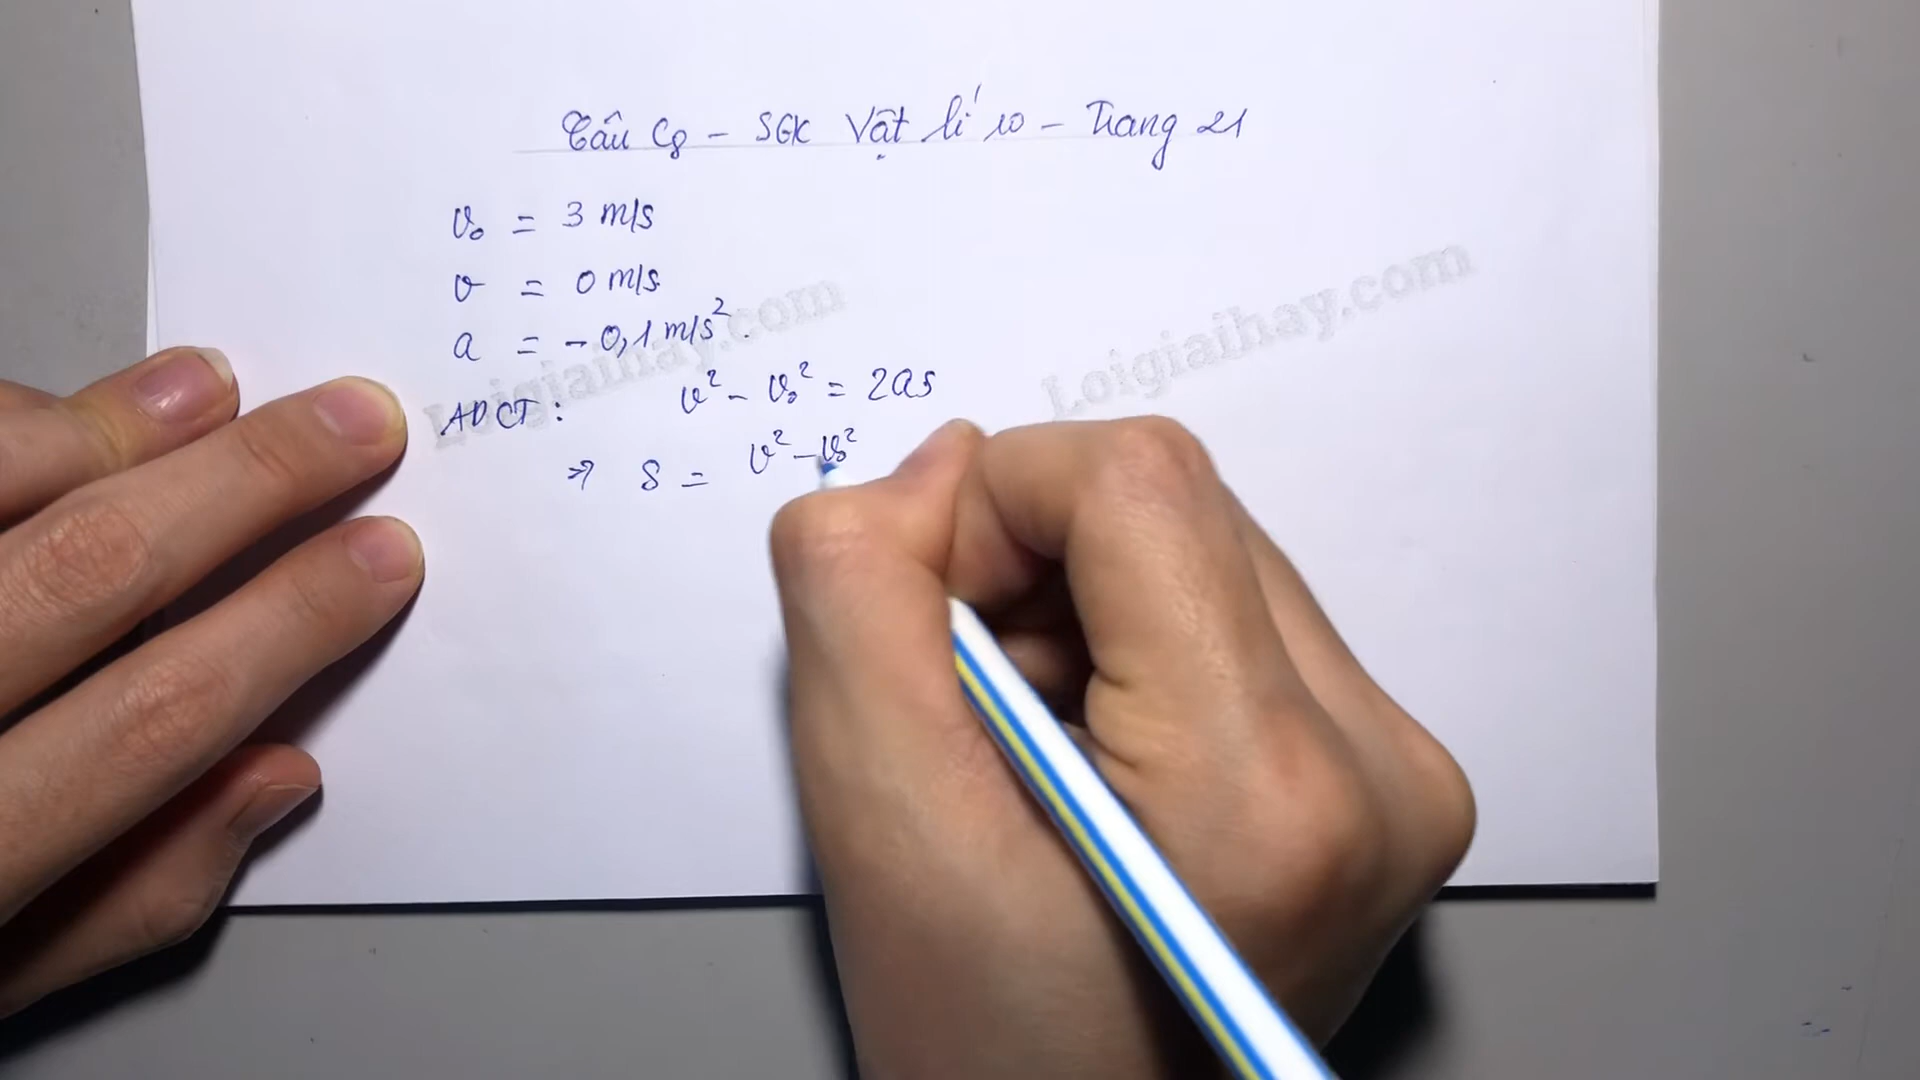 Câu C8 - SGK Vật lí 10 - Trang 21
v₀ = 3 m/s
v = 0 m/s
a = - 0,1 m/s².
ADCT: v² - v₀² = 2as
⇒ s = v² - v₀²
Loigiaihay.com
Loigiaihay.com